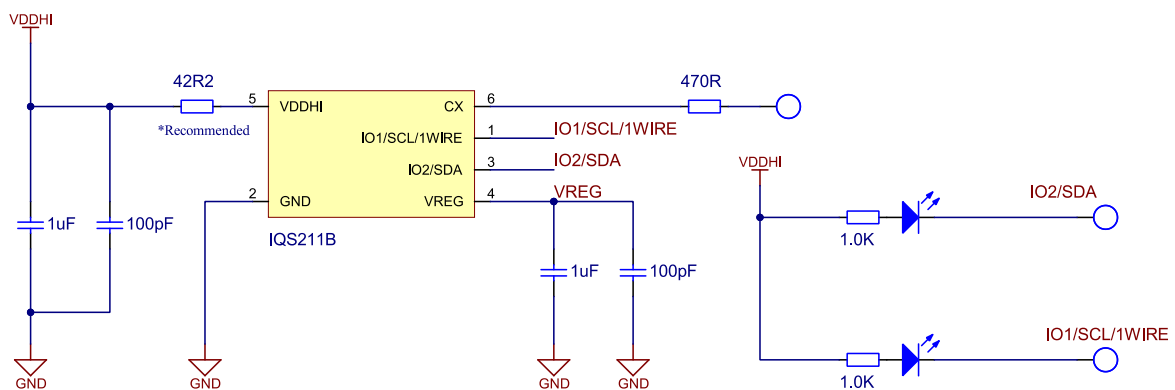 VDDHI
42R2
*Recommended
5
VDDHI
CX
6
470R
IO1/SCL/1WIRE
1
IO1/SCL/1WIRE
IO2/SDA
3
IO2/SDA
2
GND
VREG
4
VREG
IQS211B
1uF
100pF
1uF
100pF
GND
GND
GND
GND
VDDHI
IO2/SDA
1.0K
IO1/SCL/1WIRE
1.0K